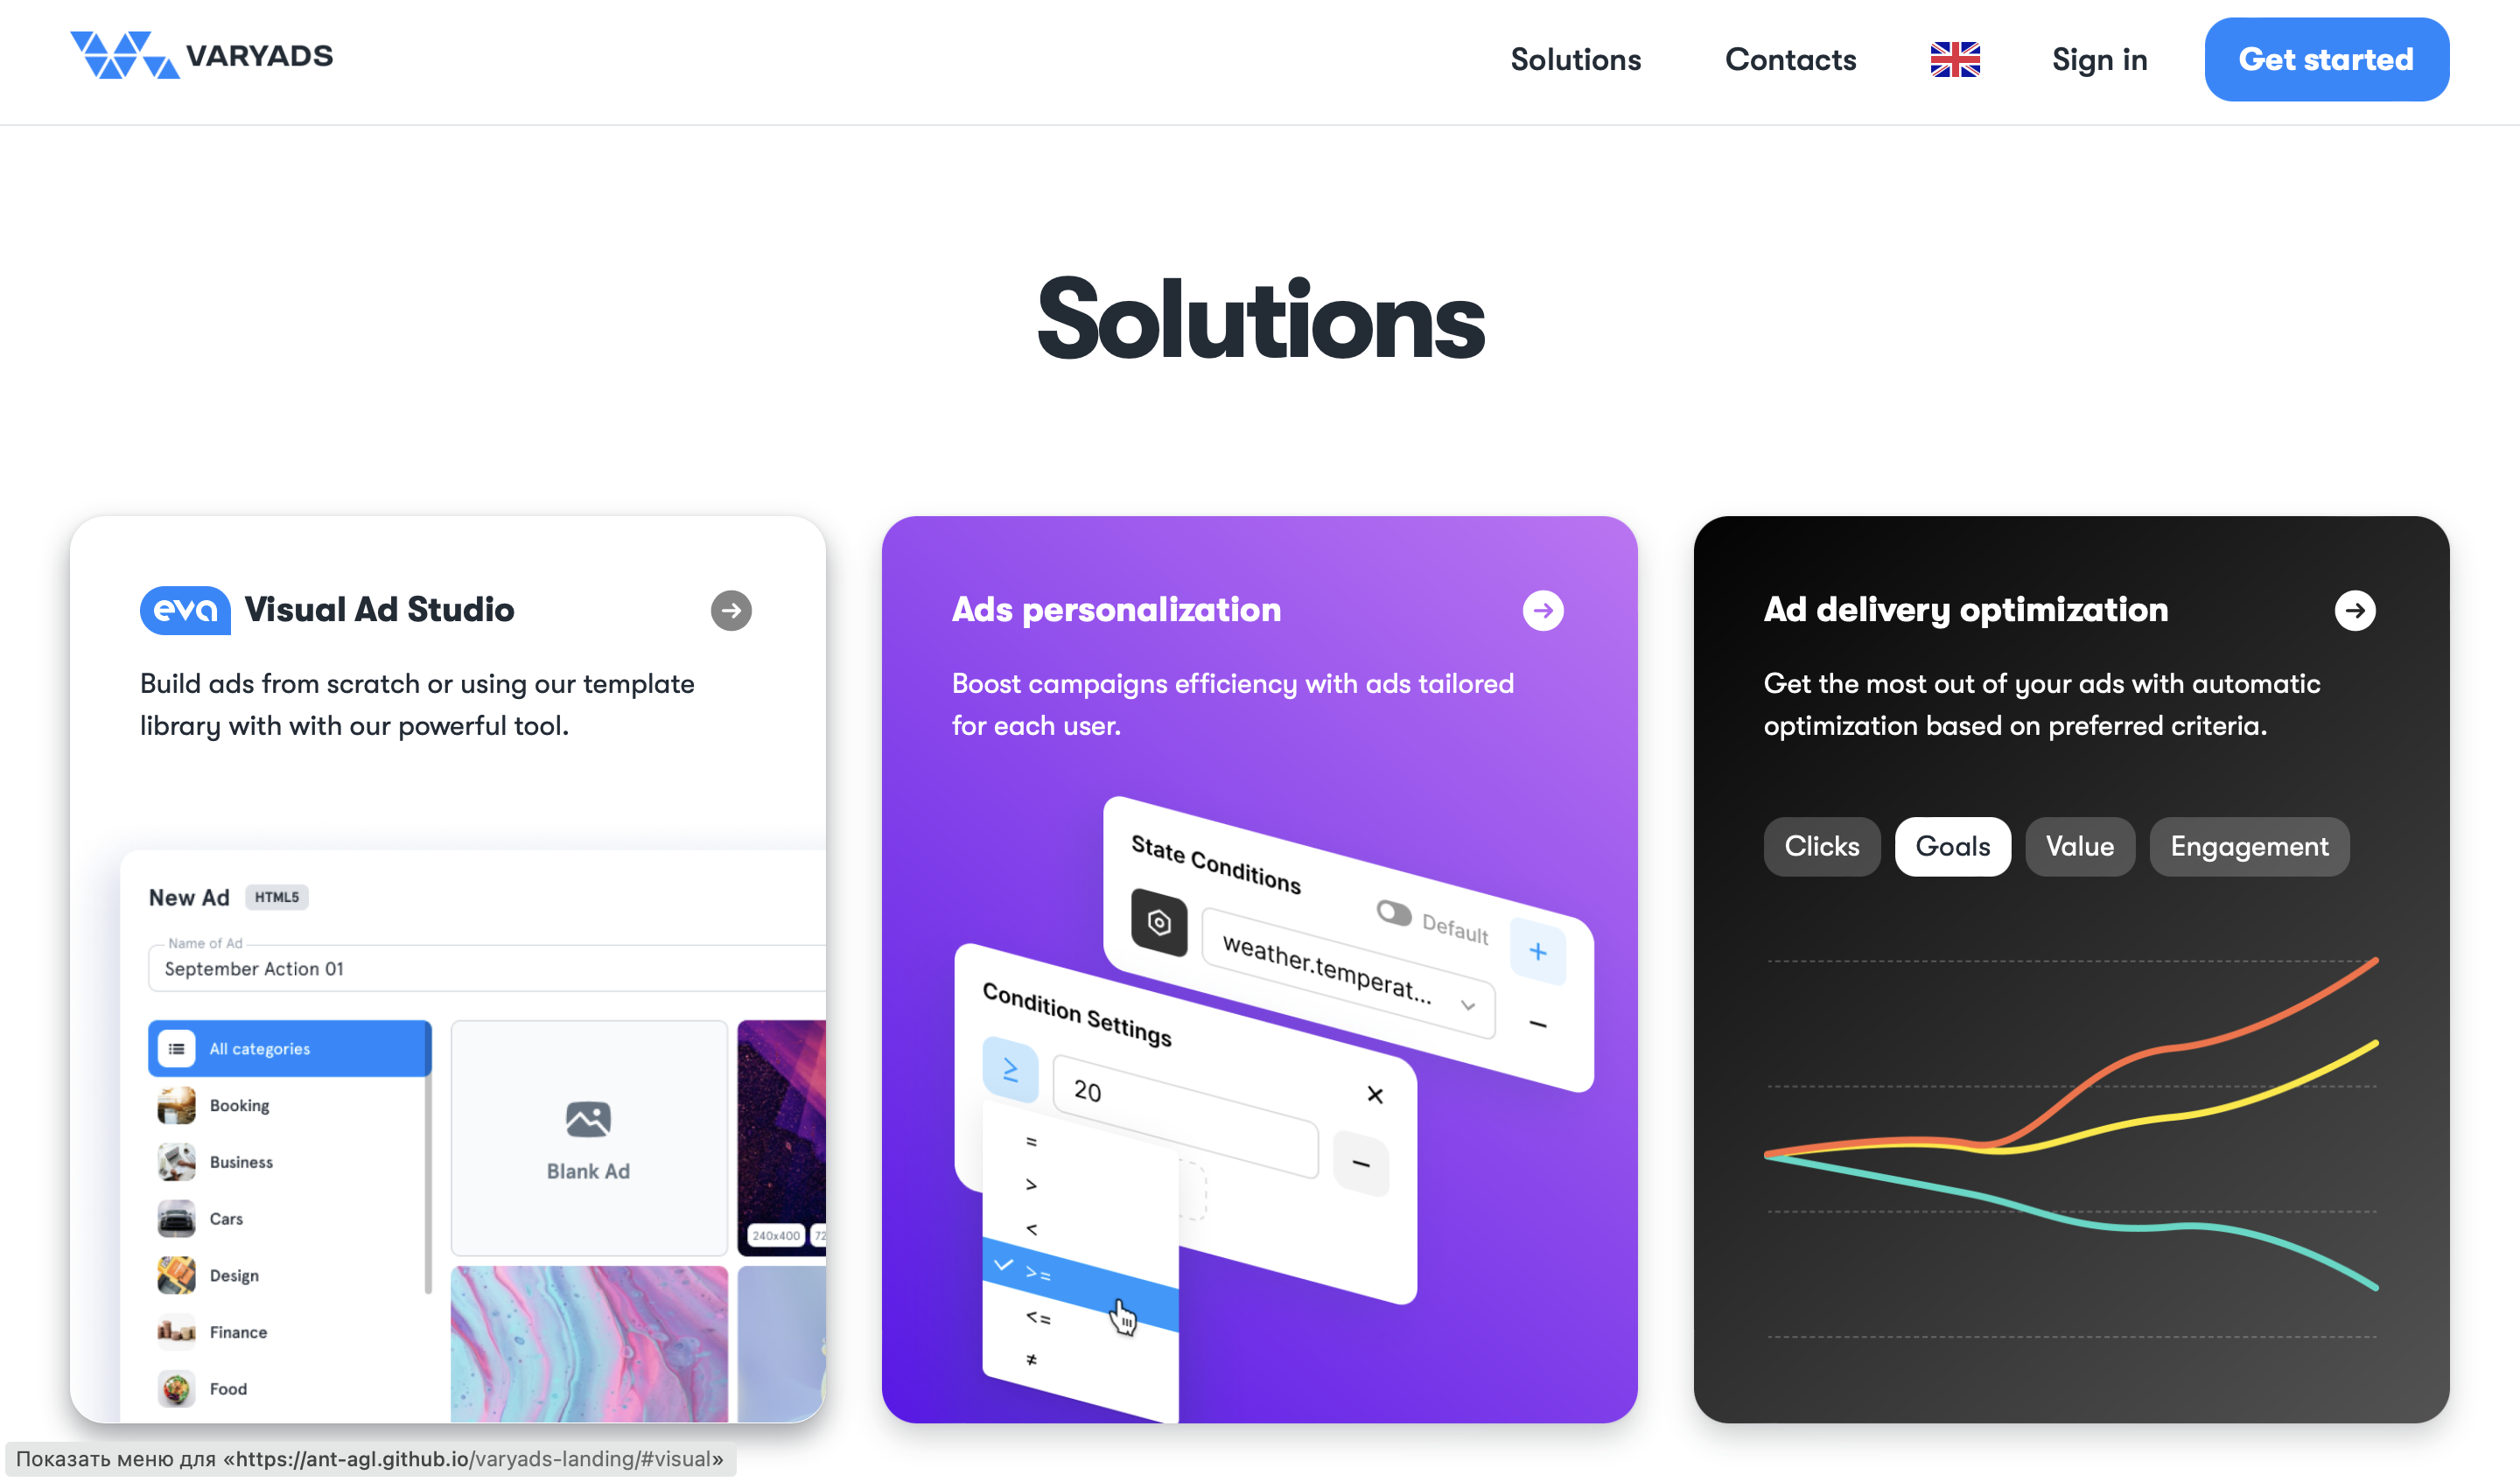 VARYADS
Solutions
Contacts
Sign in
Get started
Solutions
eva Visual Ad Studio
Build ads from scratch or using our template
library with with our powerful tool.
New Ad HTML5
Name of Ad
September Action 01
All categories
Booking
Business
Cars
Design
Finance
Food
Blank Ad
240x400
72
Ads personalization
Boost campaigns efficiency with ads tailored
for each user.
State Conditions
Default
+
weather.temperat...
−
Condition Settings
≥
20
×
−
=
>
<
>=
<=
≠
Ad delivery optimization
Get the most out of your ads with automatic
optimization based on preferred criteria.
Clicks
Goals
Value
Engagement
Показать меню для «https://ant-agl.github.io/varyads-landing/#visual»